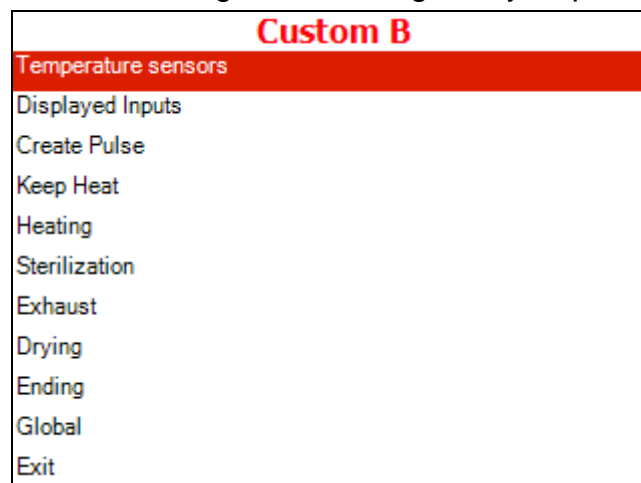 Custom B
Temperature sensors
Displayed Inputs
Create Pulse
Keep Heat
Heating
Sterilization
Exhaust
Drying
Ending
Global
Exit